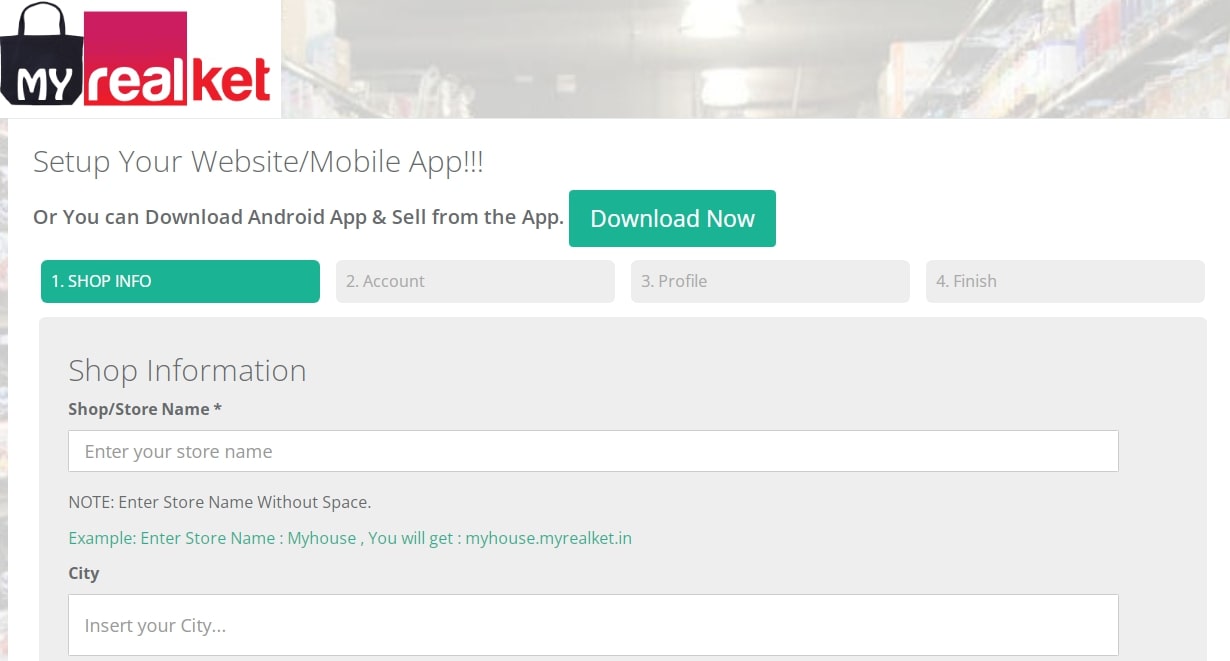 MY realket
Setup Your Website/Mobile App!!!
Or You can Download Android App & Sell from the App. Download Now
1. SHOP INFO 2. Account 3. Profile 4. Finish
Shop Information
Shop/Store Name *
Enter your store name
NOTE: Enter Store Name Without Space.
Example: Enter Store Name : Myhouse , You will get : myhouse.myrealket.in
City
Insert your City...